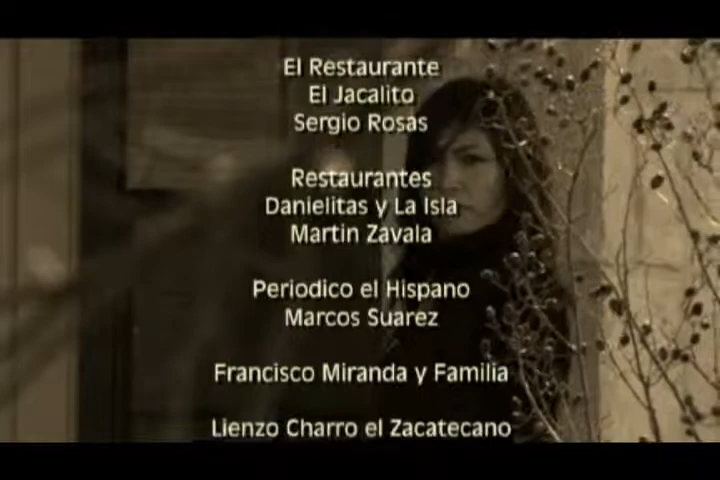 El Restaurante
El Jacalito
Sergio Rosas
Restaurantes
Danielitas y La Isla
Martin Zavala
Periodico el Hispano
Marcos Suarez
Francisco Miranda y Familia
Lienzo Charro el Zacatecano